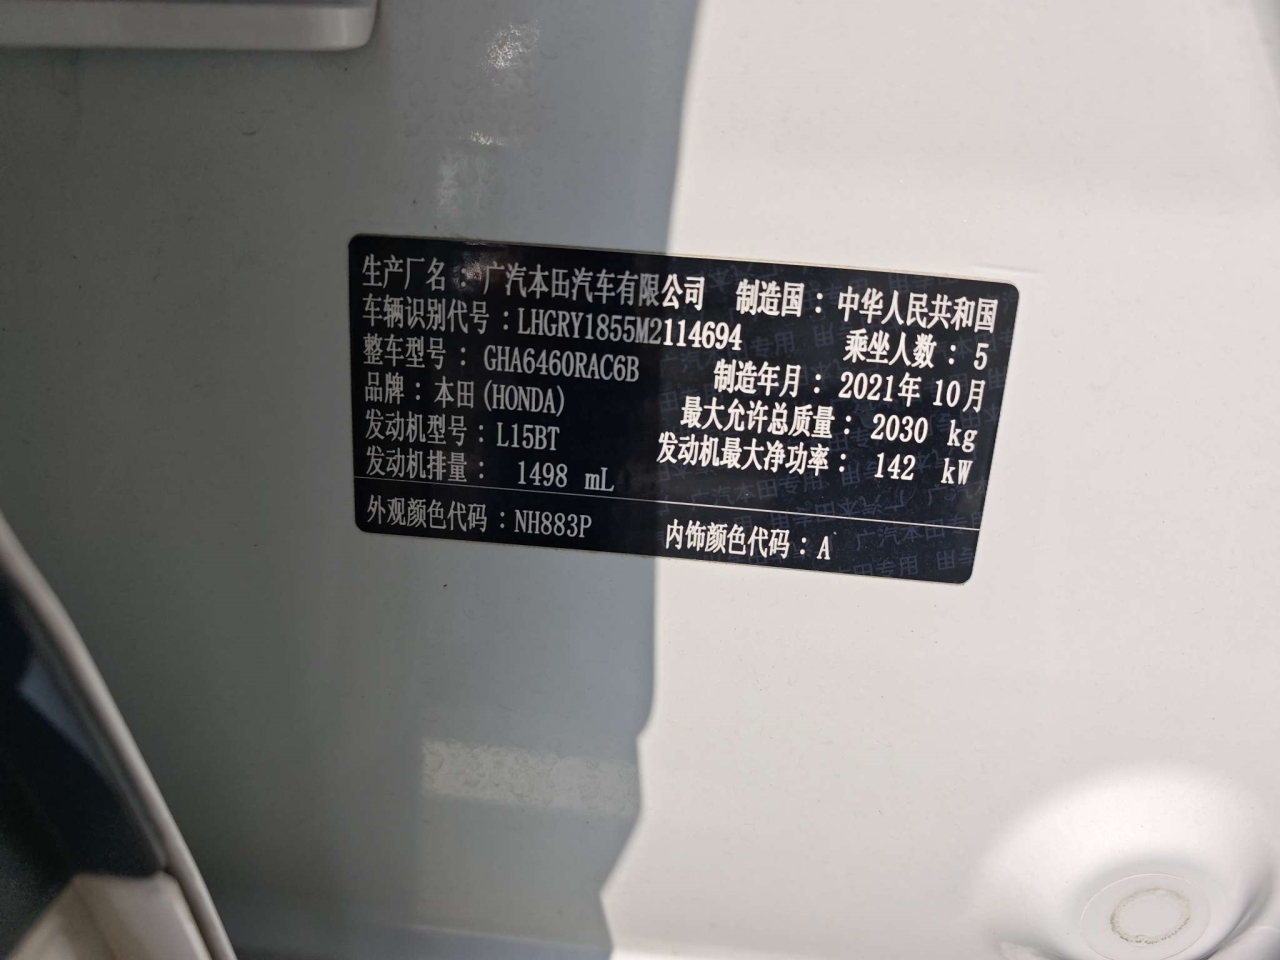 生产厂名：广汽本田汽车有限公司 制造国：中华人民共和国
车辆识别代号：LHGRY1855M2114694 乘坐人数：5
整车型号：GHA6460RAC6B 制造年月：2021年10月
品牌：本田(HONDA) 最大允许总质量：2030 kg
发动机型号：L15BT 发动机最大净功率：142 kW
发动机排量：1498 mL
外观颜色代码：NH883P 内饰颜色代码：A